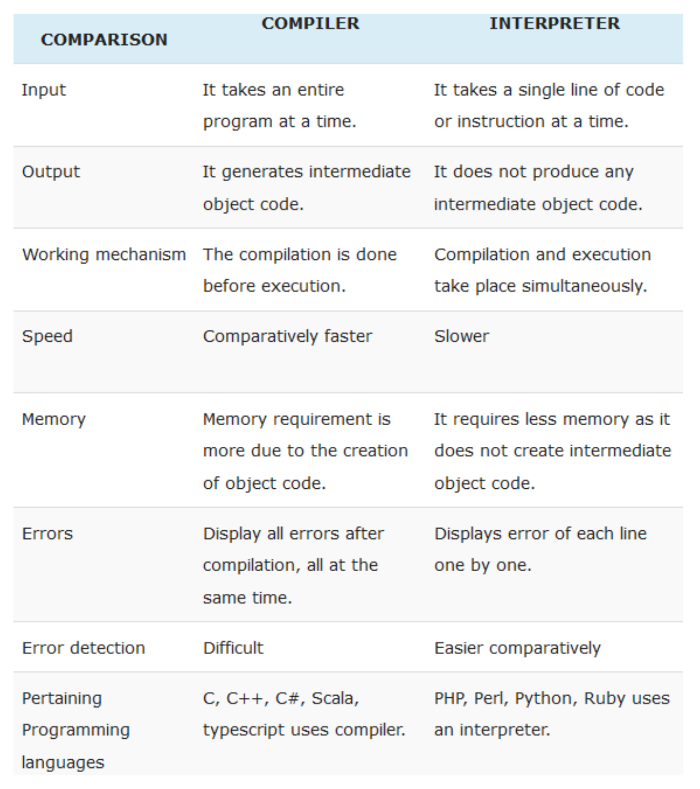 COMPARISON COMPILER INTERPRETER
Input It takes an entire It takes a single line of code
program at a time. or instruction at a time.
Output It generates intermediate It does not produce any
object code. intermediate object code.
Working mechanism The compilation is done Compilation and execution
before execution. take place simultaneously.
Speed Comparatively faster Slower
Memory Memory requirement is It requires less memory as it
more due to the creation does not create intermediate
of object code. object code.
Errors Display all errors after Displays error of each line
compilation, all at the one by one.
same time.
Error detection Difficult Easier comparatively
Pertaining C, C++, C#, Scala, PHP, Perl, Python, Ruby uses
Programming typescript uses compiler. an interpreter.
languages